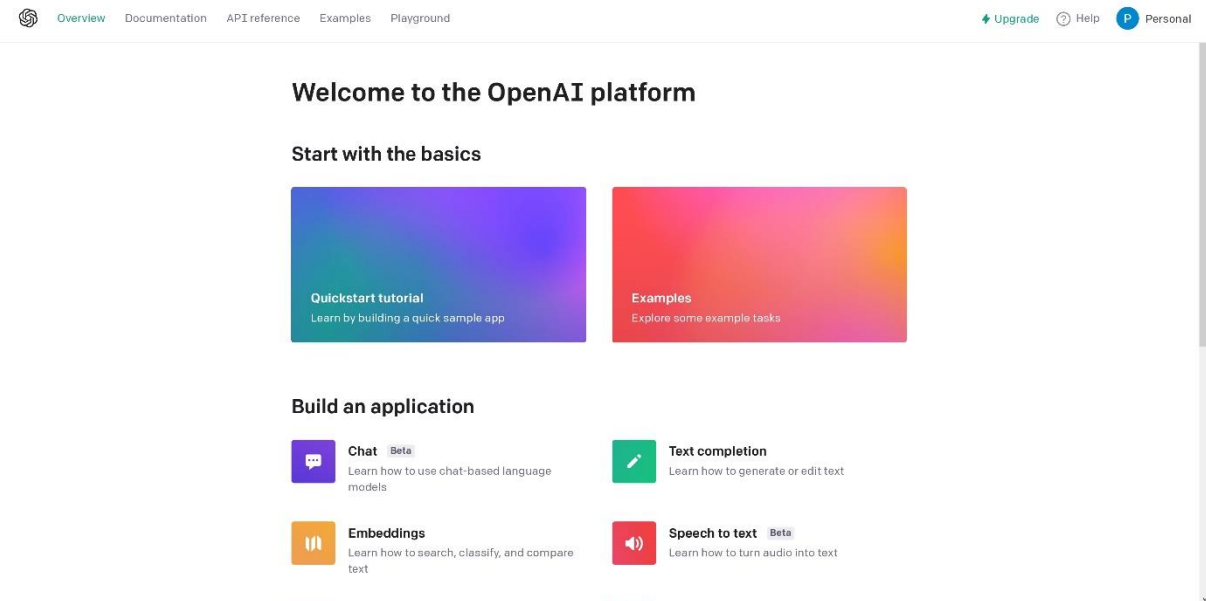 Overview Documentation API reference Examples Playground Upgrade Help P Personal
Welcome to the OpenAI platform
Start with the basics
Quickstart tutorial
Learn by building a quick sample app
Examples
Explore some example tasks
Build an application
Chat Beta
Learn how to use chat-based language
models
Text completion
Learn how to generate or edit text
Embeddings
Learn how to search, classify, and compare
text
Speech to text Beta
Learn how to turn audio into text